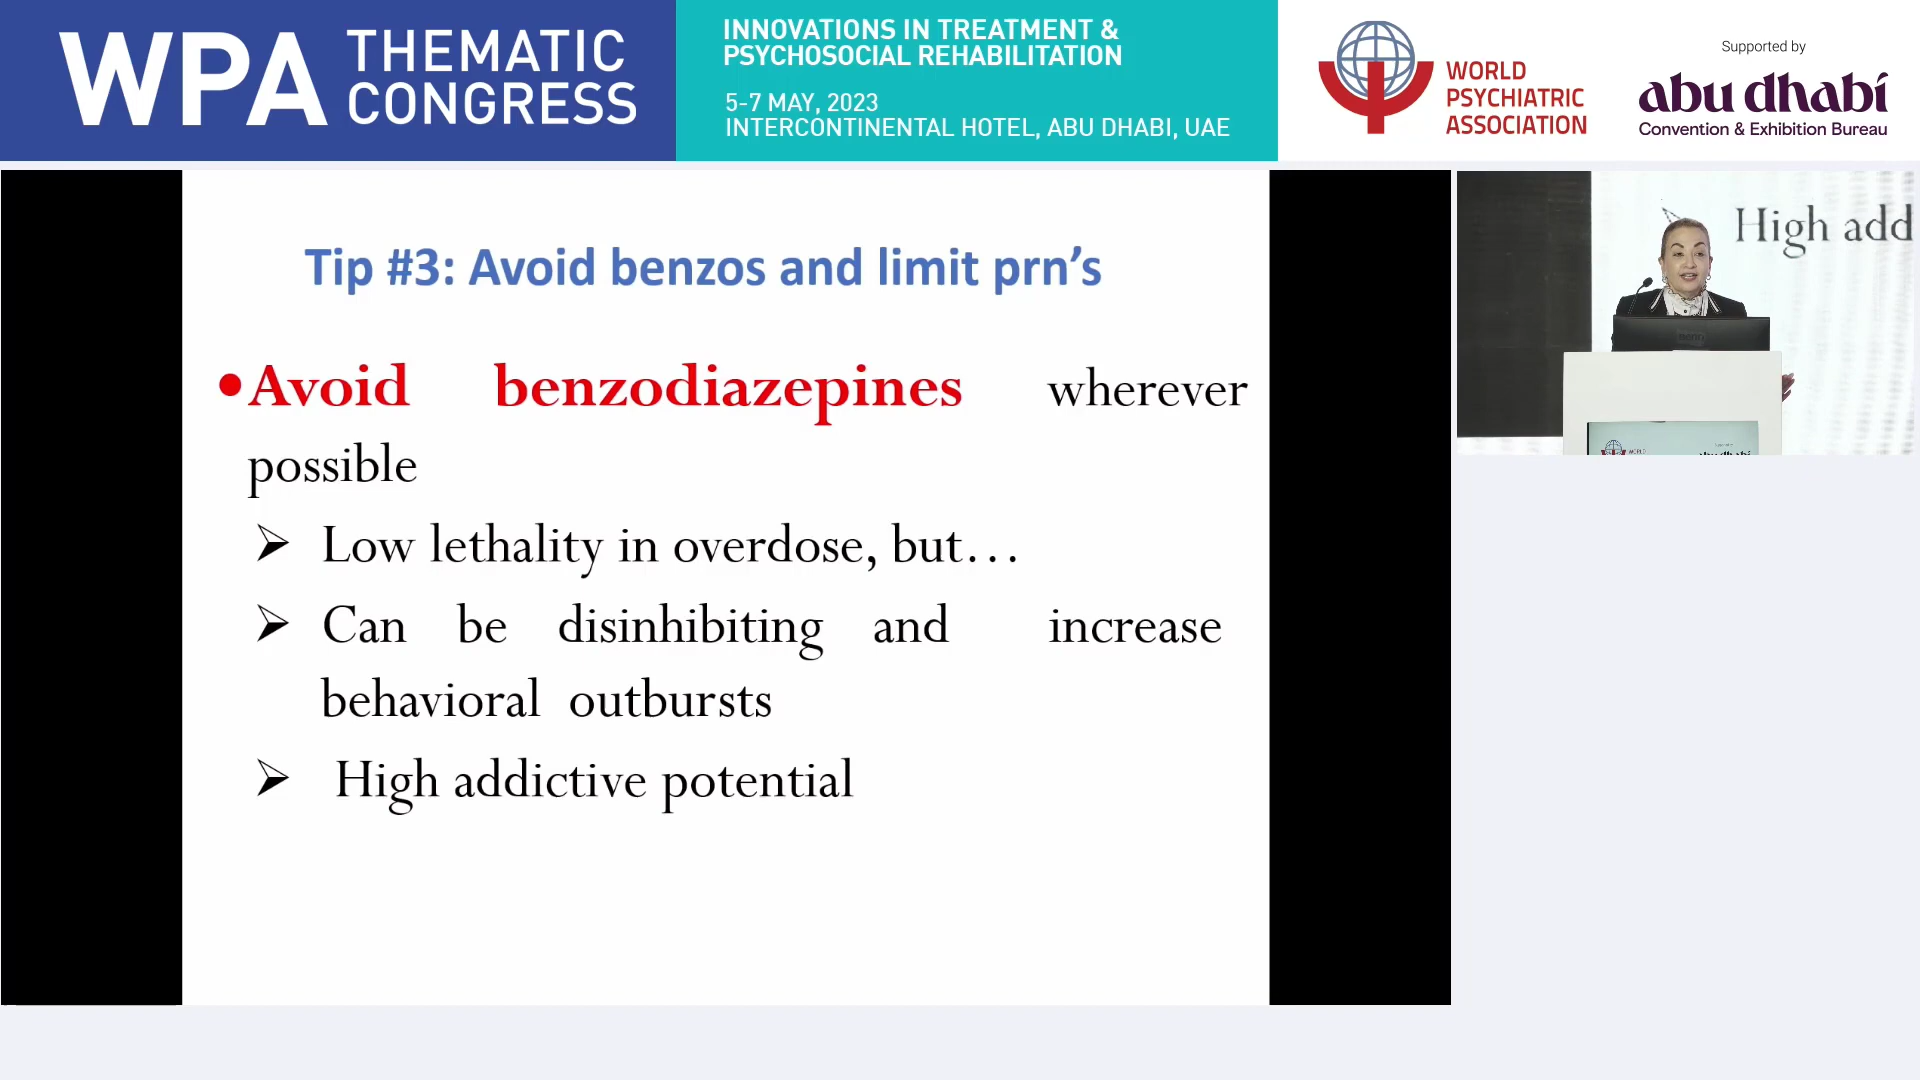 WPA THEMATIC
CONGRESS
INNOVATIONS IN TREATMENT &
PSYCHOSOCIAL REHABILITATION
5-7 MAY, 2023
INTERCONTINENTAL HOTEL, ABU DHABI, UAE
WORLD
PSYCHIATRIC
ASSOCIATION
Supported by
abu dhabi
Convention & Exhibition Bureau
Tip #3: Avoid benzos and limit prn’s
•Avoid benzodiazepines wherever
possible
➢ Low lethality in overdose, but…
➢ Can be disinhibiting and increase
behavioral outbursts
➢ High addictive potential
High add
WORLD